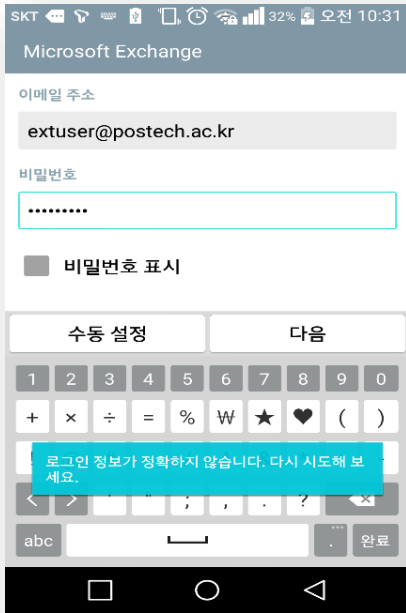 SKT 32% 오전 10:31
Microsoft Exchange
이메일 주소
extuser@postech.ac.kr
비밀번호
•••••••••
비밀번호 표시
수동 설정 다음
1 2 3 4 5 6 7 8 9 0
+ × ÷ = % ₩ ★ ♥ ( )
로그인 정보가 정확하지 않습니다. 다시 시도해 보
세요.
< > ' " ; , . ?
abc . 완료